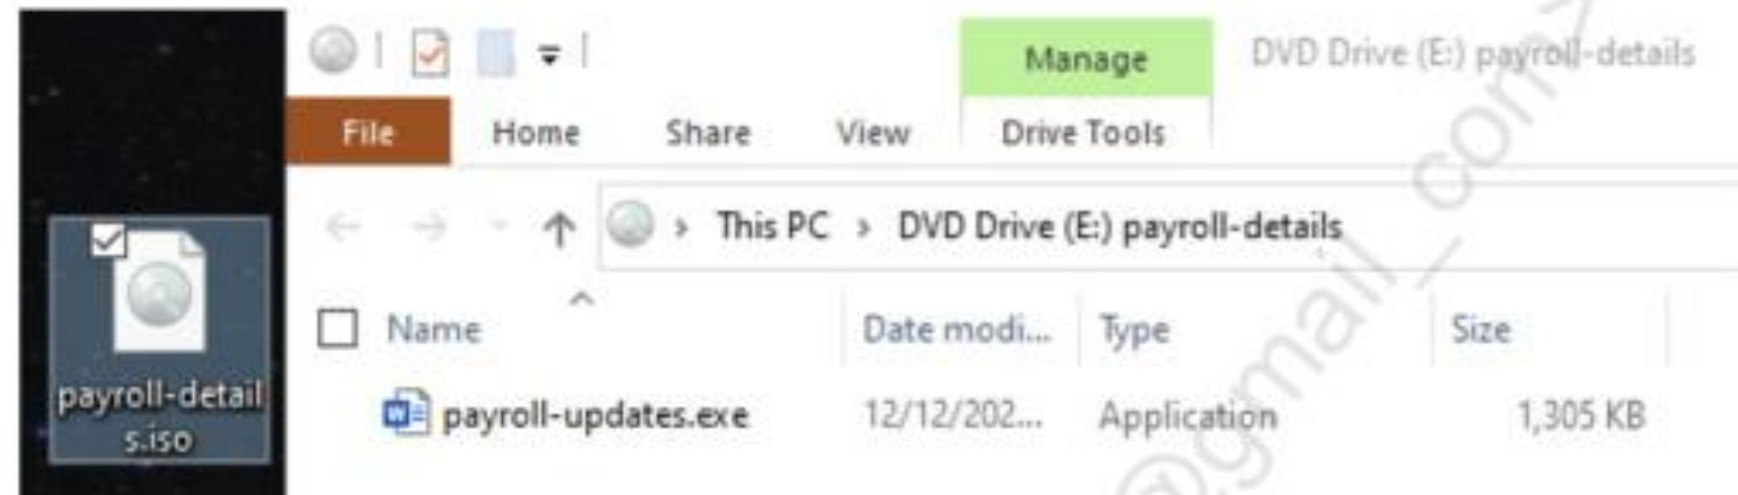 Manage
DVD Drive (E:) payroll-details
File Home Share View Drive Tools
This PC > DVD Drive (E:) payroll-details
Name Date modi... Type Size
payroll-updates.exe 12/12/202... Application 1,305 KB
payroll-detail
s.iso
@gmail_com>